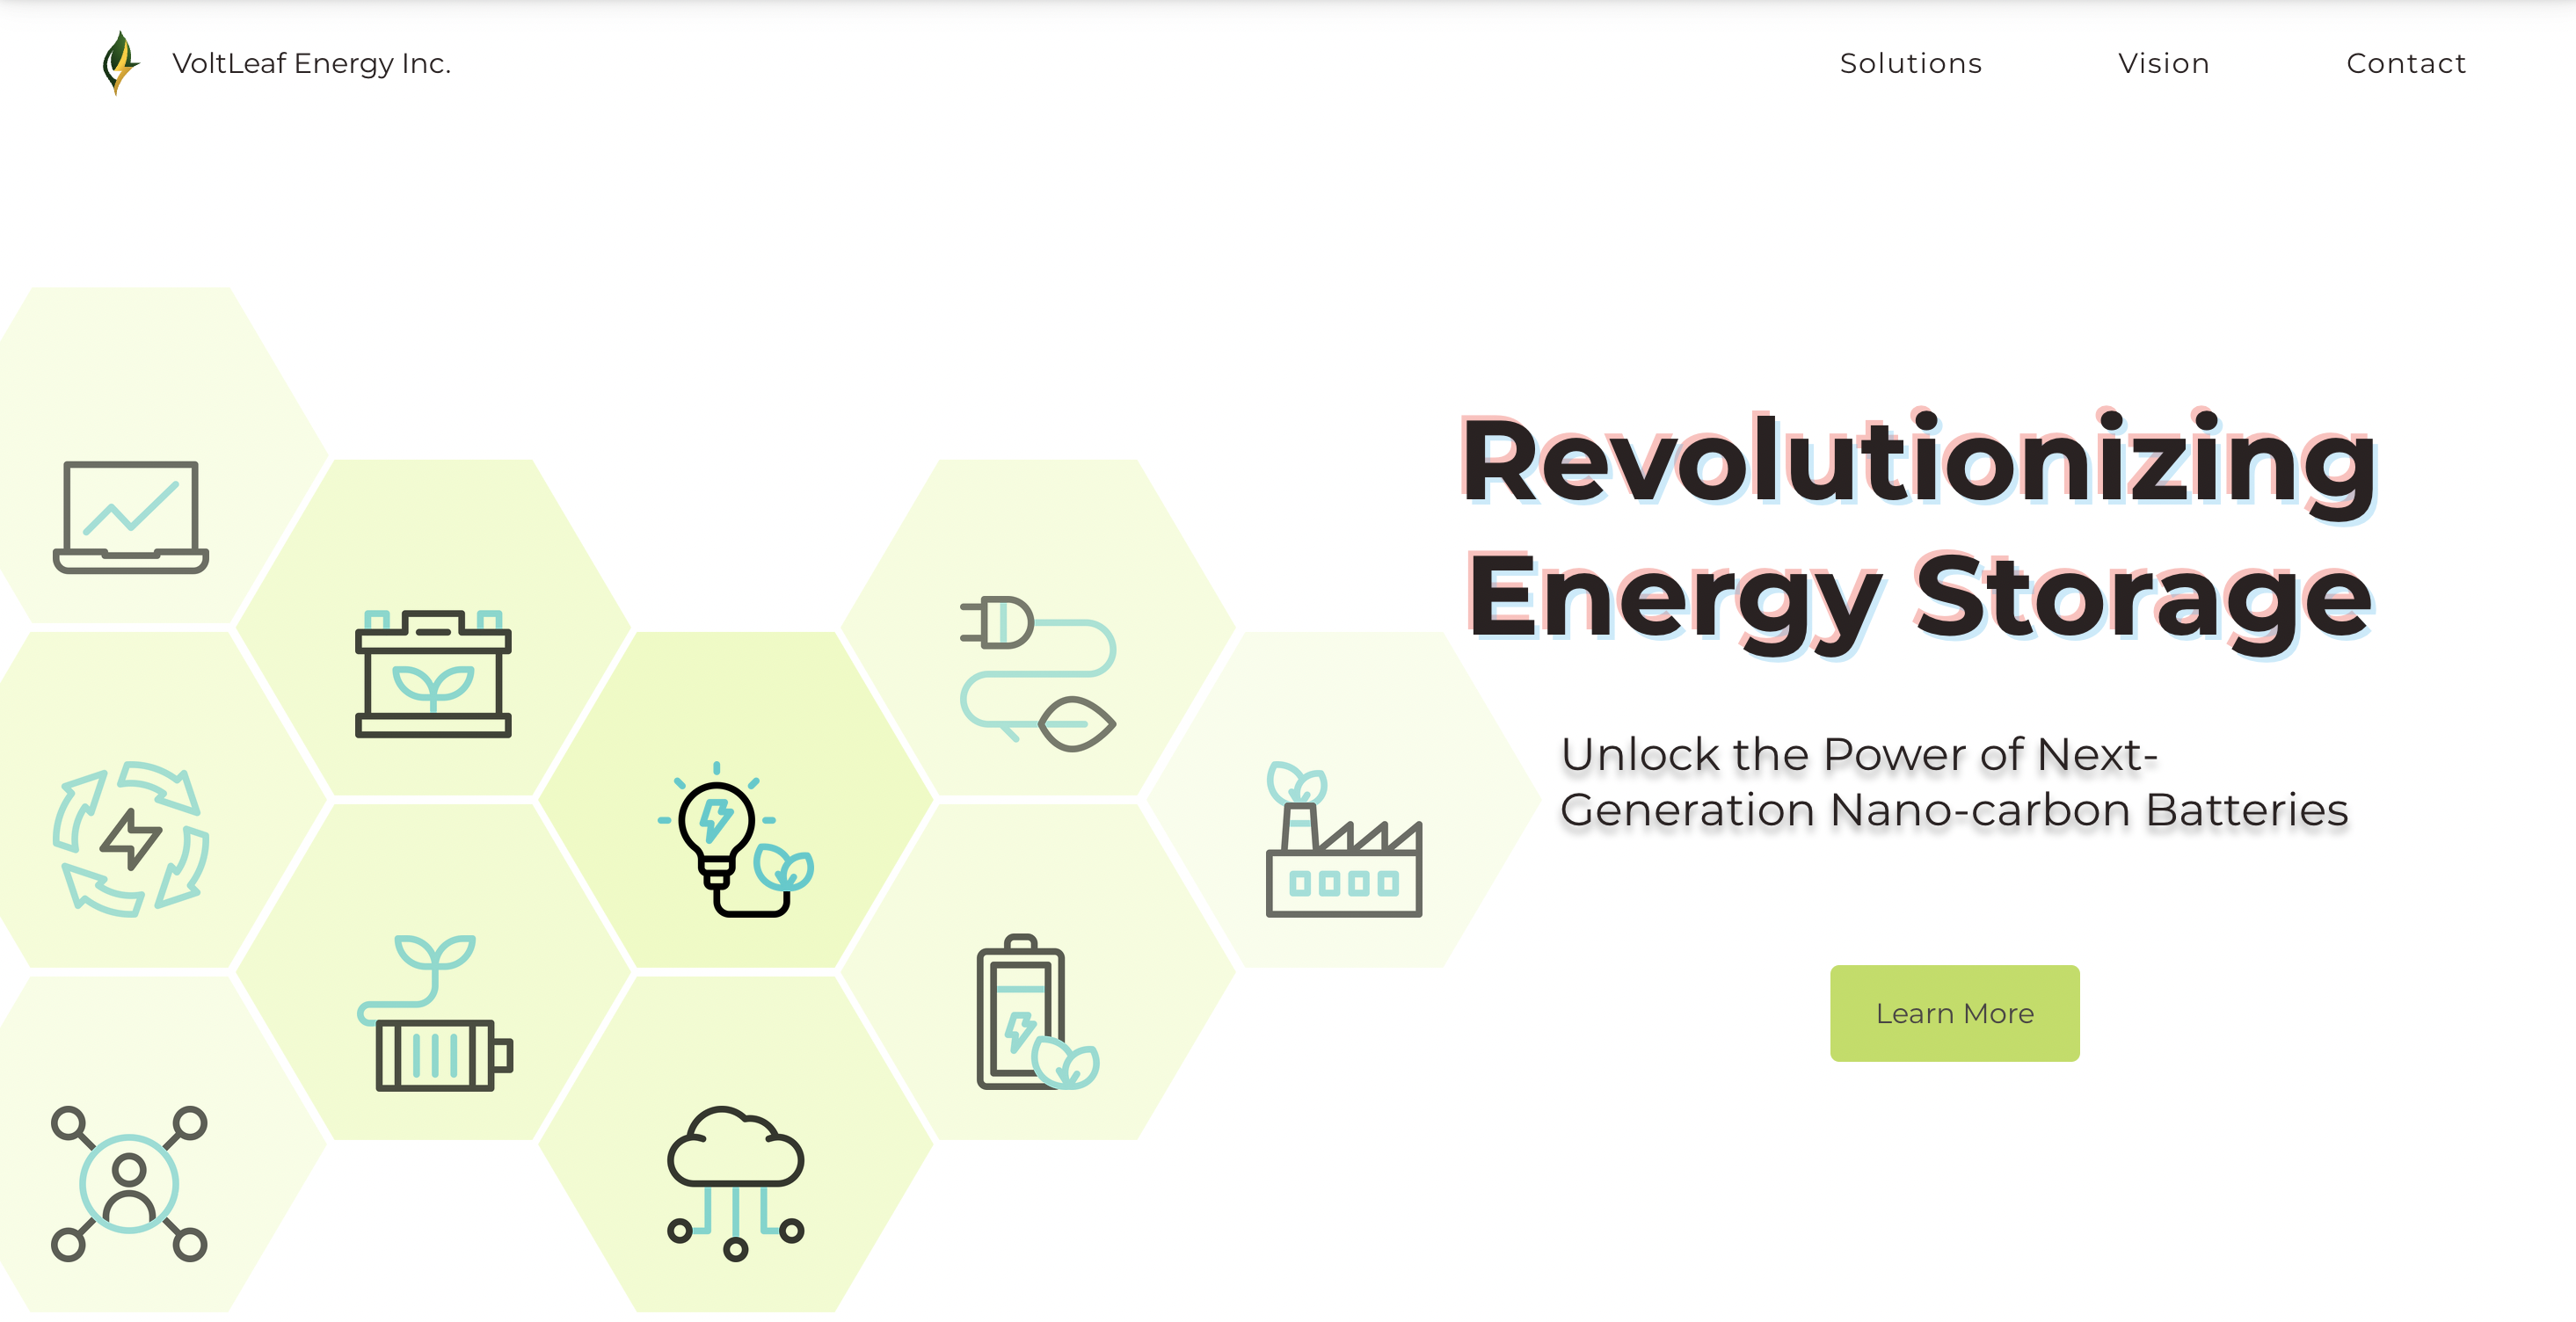 VoltLeaf Energy Inc.
Solutions
Vision
Contact
Revolutionizing
Energy Storage
Unlock the Power of Next-
Generation Nano-carbon Batteries
Learn More